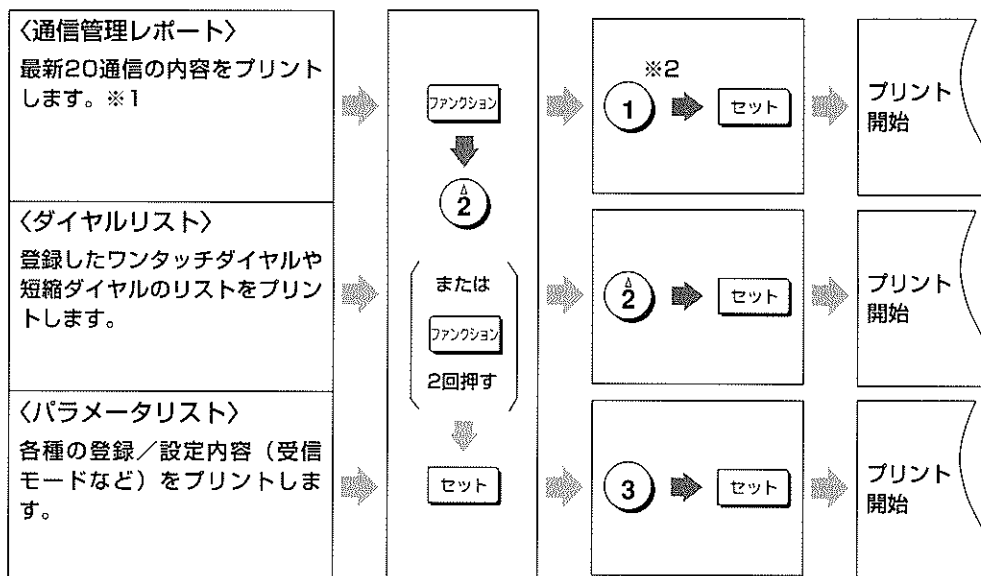 〈通信管理レポート〉
最新20通信の内容をプリント
します。※1
〈ダイヤルリスト〉
登録したワンタッチダイヤルや
短縮ダイヤルのリストをプリン
トします。
〈パラメータリスト〉
各種の登録／設定内容（受信
モードなど）をプリントしま
す。
ファンクション
2
または
ファンクション
2回押す
セット
※2
1
セット
プリント
開始
2
セット
プリント
開始
3
セット
プリント
開始